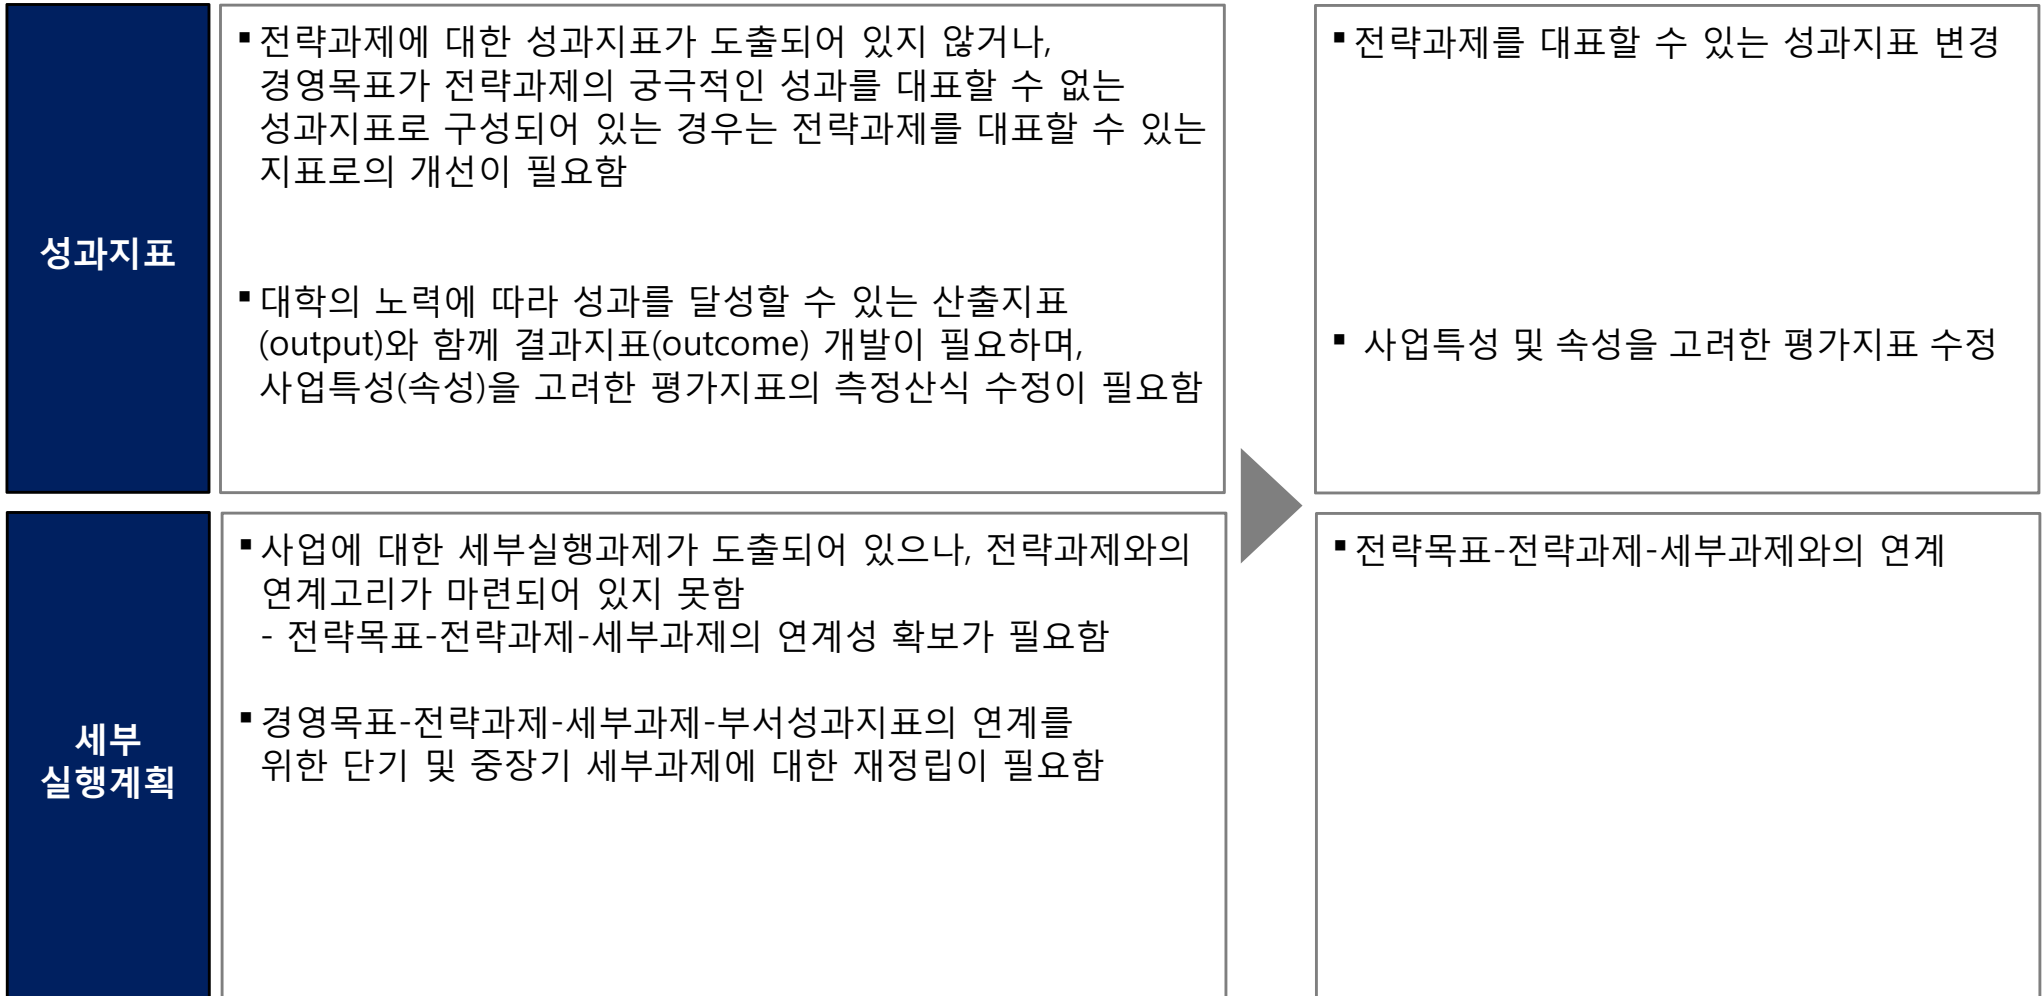 성과지표
▪전략과제에 대한 성과지표가 도출되어 있지 않거나,
경영목표가 전략과제의 궁극적인 성과를 대표할 수 없는
성과지표로 구성되어 있는 경우는 전략과제를 대표할 수 있는
지표로의 개선이 필요함
▪대학의 노력에 따라 성과를 달성할 수 있는 산출지표
(output)와 함께 결과지표(outcome) 개발이 필요하며,
사업특성(속성)을 고려한 평가지표의 측정산식 수정이 필요함
▪전략과제를 대표할 수 있는 성과지표 변경
▪ 사업특성 및 속성을 고려한 평가지표 수정
세부
실행계획
▪사업에 대한 세부실행과제가 도출되어 있으나, 전략과제와의
연계고리가 마련되어 있지 못함
- 전략목표-전략과제-세부과제의 연계성 확보가 필요함
▪경영목표-전략과제-세부과제-부서성과지표의 연계를
위한 단기 및 중장기 세부과제에 대한 재정립이 필요함
▪전략목표-전략과제-세부과제와의 연계